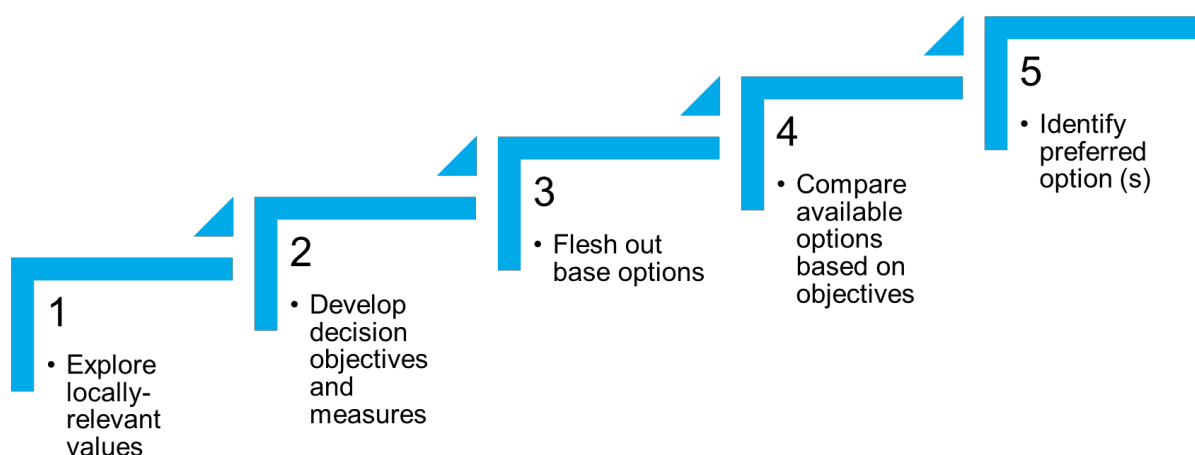 1
• Explore
locally-
relevant
values
2
• Develop
decision
objectives
and
measures
3
• Flesh out
base options
4
• Compare
available
options
based on
objectives
5
• Identify
preferred
option (s)